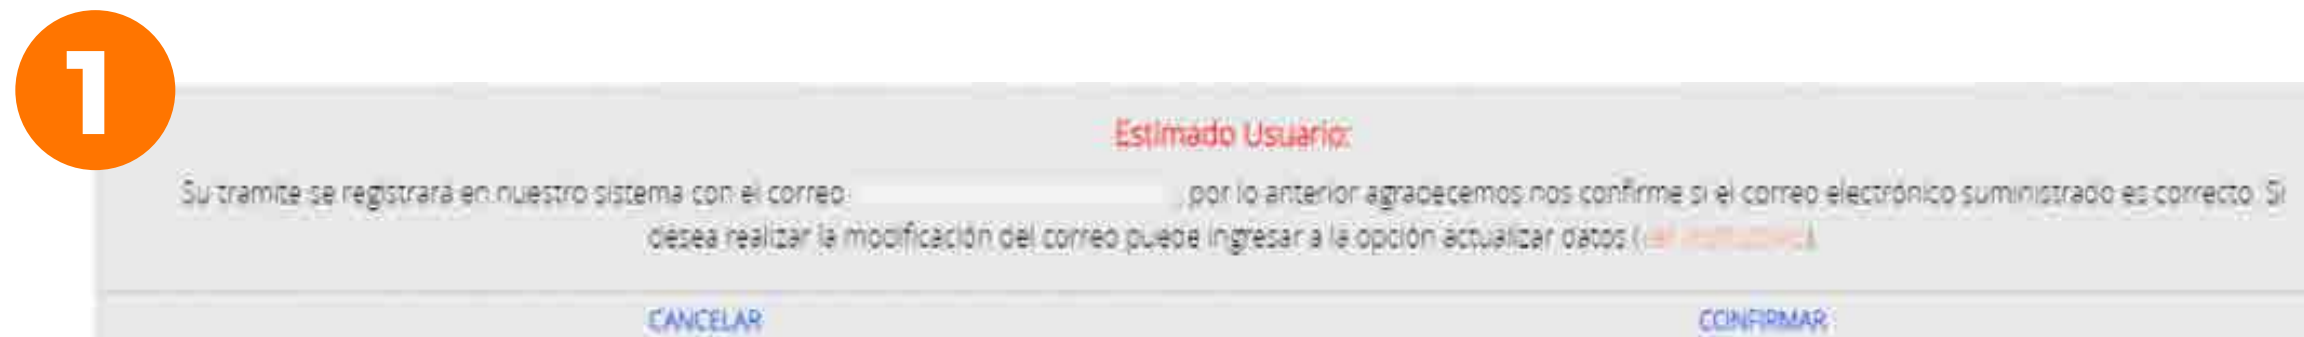 1
Estimado Usuario:
Su tramite se registrará en nuestro sistema con el correo , por lo anterior agradecemos nos confirme si el correo electrónico suministrado es correcto. Si
desea realizar la modificación del correo puede ingresar a la opción actualizar datos ( ).
CANCELAR CONFIRMAR